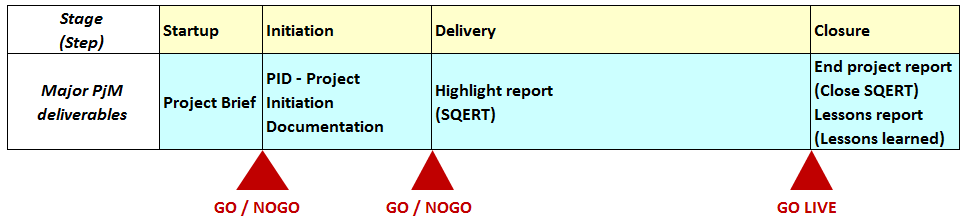 Stage
(Step)
Startup
Initiation
Delivery
Closure
Major PjM
deliverables
Project Brief
PID - Project
Initiation
Documentation
Highlight report
(SQERT)
End project report
(Close SQERT)
Lessons report
(Lessons learned)
GO / NOGO
GO / NOGO
GO LIVE